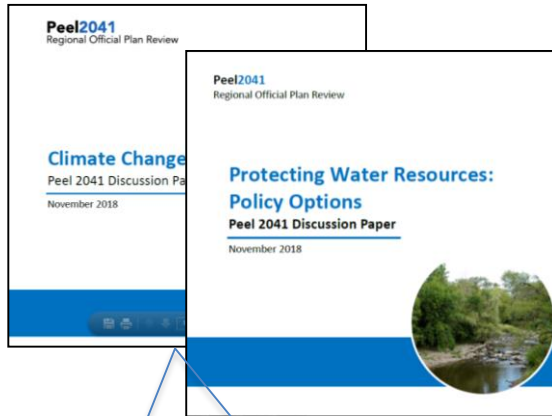 Peel2041
Regional Official Plan Review
Climate Change
Peel 2041 Discussion Pa
November 2018
Peel2041
Regional Official Plan Review
Protecting Water Resources:
Policy Options
Peel 2041 Discussion Paper
November 2018